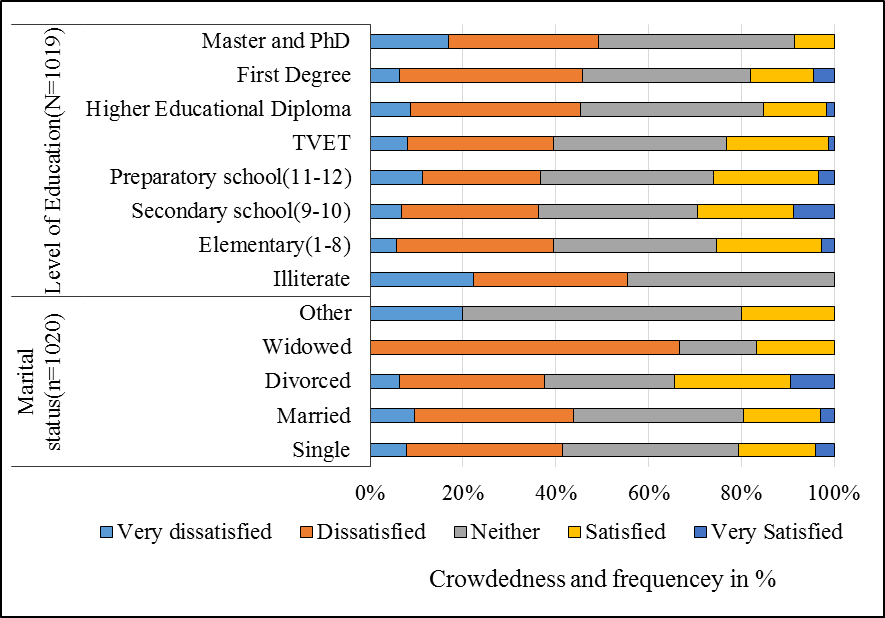 Level of Education(N=1019)
Master and PhD
First Degree
Higher Educational Diploma
TVET
Preparatory school(11-12)
Secondary school(9-10)
Elementary(1-8)
Illiterate
Marital
status(n=1020)
Other
Widowed
Divorced
Married
Single
0% 20% 40% 60% 80% 100%
Very dissatisfied Dissatisfied Neither Satisfied Very Satisfied
Crowdedness and frequencey in %